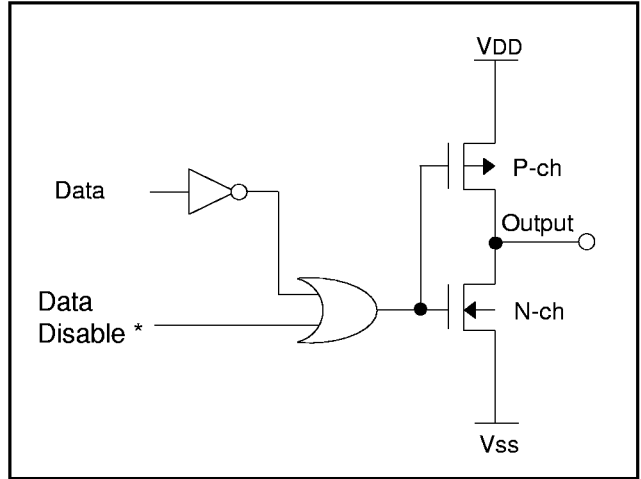 VDD
P-ch
Data
Output
Data
Disable *
N-ch
Vss